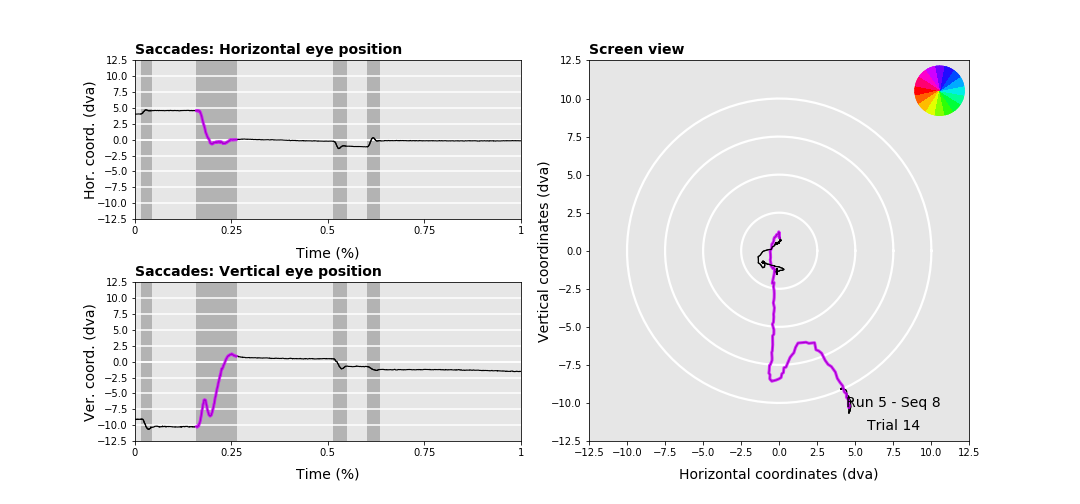 Saccades: Horizontal eye position
Hor. coord. (dva)
12.5
10.0
7.5
5.0
2.5
0.0
−2.5
−5.0
−7.5
−10.0
−12.5
0 0.25 0.5 0.75 1
Time (%)
Saccades: Vertical eye position
Ver. coord. (dva)
12.5
10.0
7.5
5.0
2.5
0.0
−2.5
−5.0
−7.5
−10.0
−12.5
0 0.25 0.5 0.75 1
Time (%)
Screen view
Vertical coordinates (dva)
12.5
10.0
7.5
5.0
2.5
0.0
−2.5
−5.0
−7.5
−10.0
−12.5
Run 5 - Seq 8
Trial 14
−12.5 −10.0 −7.5 −5.0 −2.5 0.0 2.5 5.0 7.5 10.0 12.5
Horizontal coordinates (dva)